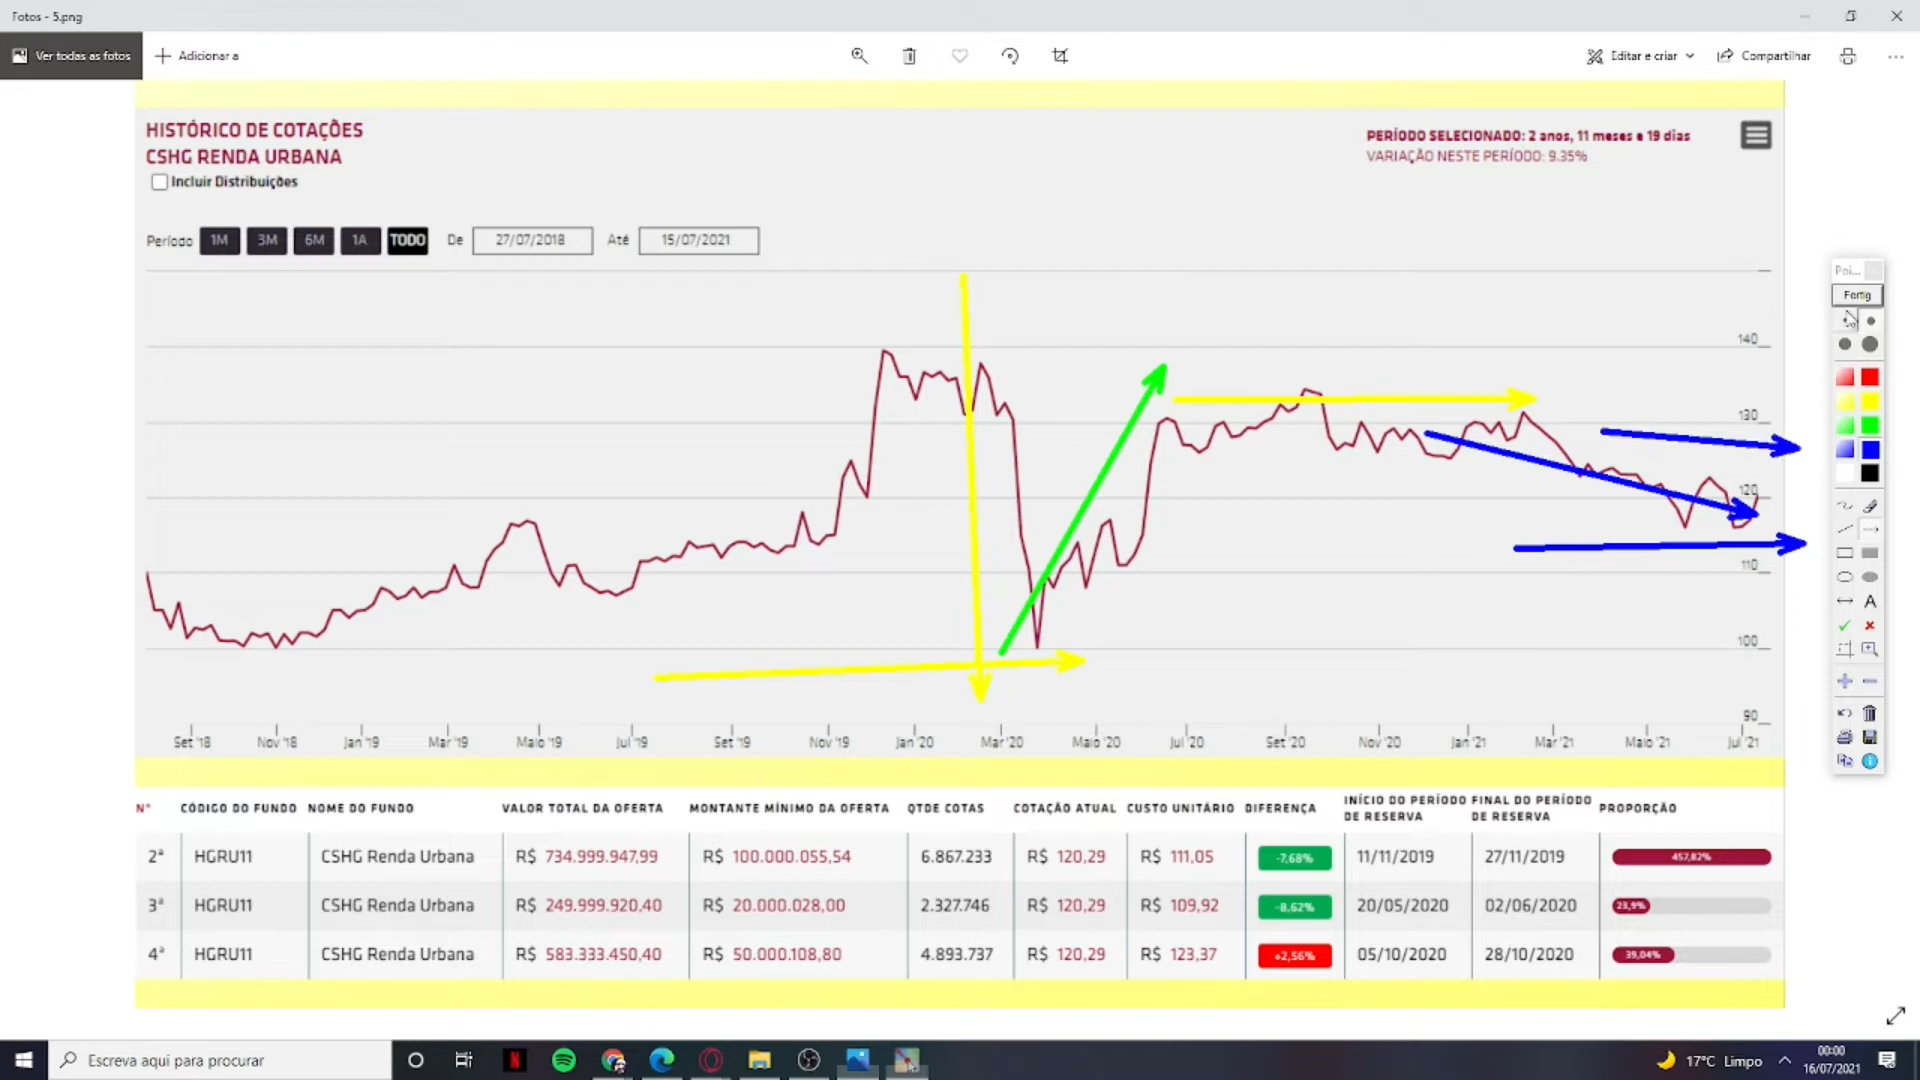 Fotos - 5.png
Ver todas as fotos
Adicionar a
Editar e criar
Compartilhar
HISTÓRICO DE COTAÇÕES
CSHG RENDA URBANA
Incluir Distribuições
PERÍODO SELECIONADO: 2 anos, 11 meses e 19 dias
VARIAÇÃO NESTE PERÍODO: 9.35%
Período 1M 3M 6M 1A TODO De 27/07/2018 Até 15/07/2021
Poi...
Fertig
140
130
120
110
100
90
A
Set '18 Nov '18 Jan '19 Mar '19 Maio '19 Jul '19 Set '19 Nov '19 Jan '20 Mar '20 Maio '20 Jul '20 Set '20 Nov '20 Jan '21 Mar '21 Maio '21 Jul '21
N° CÓDIGO DO FUNDO NOME DO FUNDO VALOR TOTAL DA OFERTA MONTANTE MÍNIMO DA OFERTA QTDE COTAS COTAÇÃO ATUAL CUSTO UNITÁRIO DIFERENÇA INÍCIO DO PERÍODO DE RESERVA FINAL DO PERÍODO DE RESERVA PROPORÇÃO
2ª HGRU11 CSHG Renda Urbana R$ 734.999.947,99 R$ 100.000.055,54 6.867.233 R$ 120,29 R$ 111,05 -7,68% 11/11/2019 27/11/2019 457,82%
3ª HGRU11 CSHG Renda Urbana R$ 249.999.920,40 R$ 20.000.028,00 2.327.746 R$ 120,29 R$ 109,92 -8,62% 20/05/2020 02/06/2020 23,9%
4ª HGRU11 CSHG Renda Urbana R$ 583.333.450,40 R$ 50.000.108,80 4.893.737 R$ 120,29 R$ 123,37 +2,56% 05/10/2020 28/10/2020 39,04%
Escreva aqui para procurar
17°C Limpo
00:00
16/07/2021